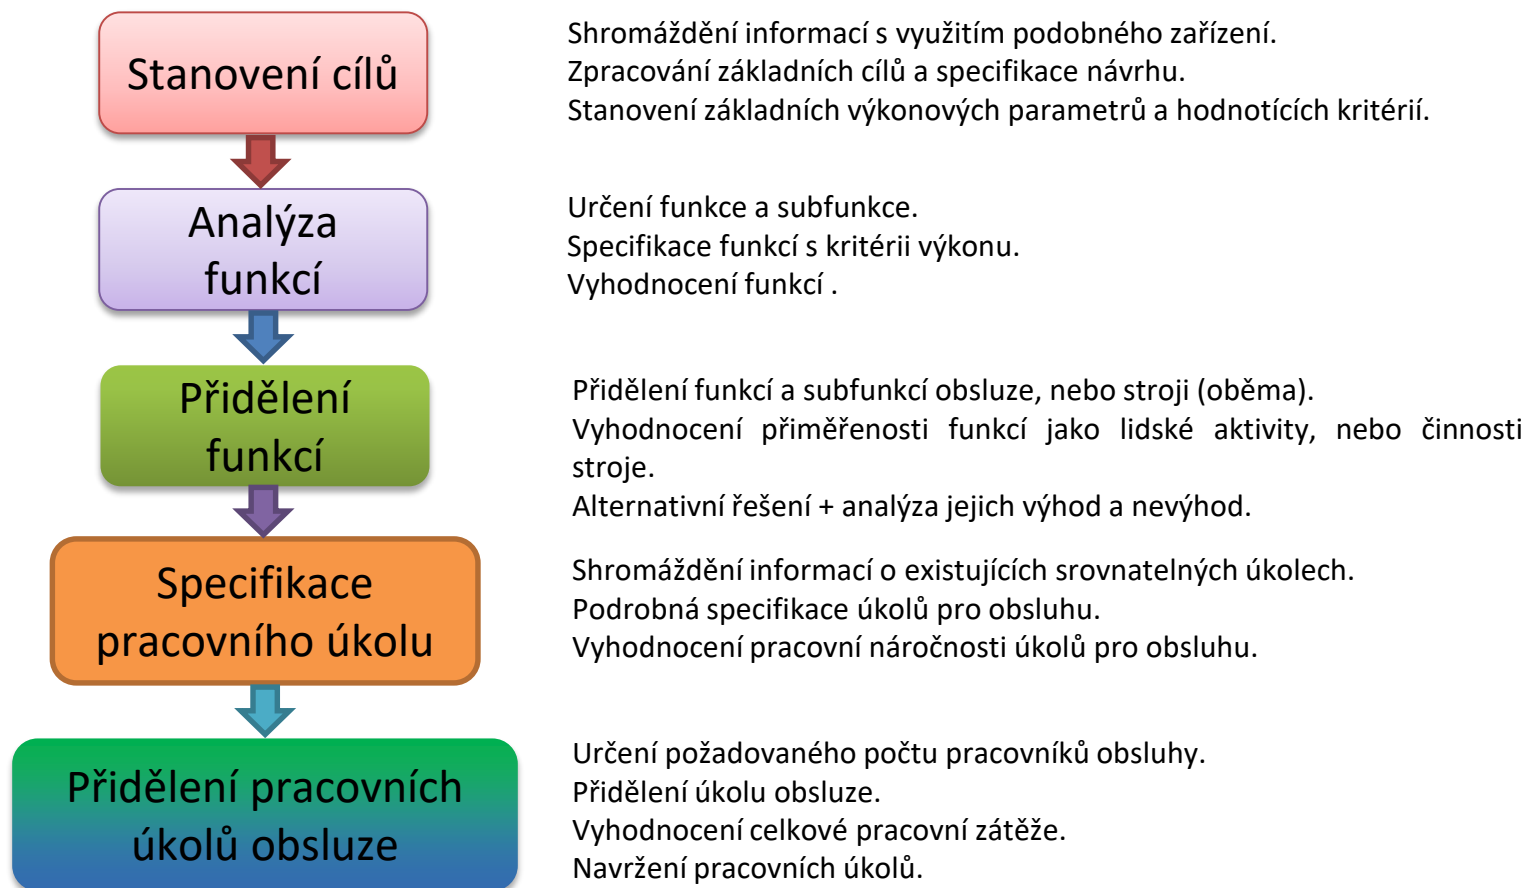 Stanovení cílů
Shromáždění informací s využitím podobného zařízení.
Zpracování základních cílů a specifikace návrhu.
Stanovení základních výkonových parametrů a hodnotících kritérií.
Analýza
funkcí
Určení funkce a subfunkce.
Specifikace funkcí s kritérii výkonu.
Vyhodnocení funkcí .
Přidělení
funkcí
Přidělení funkcí a subfunkcí obsluze, nebo stroji (oběma).
Vyhodnocení přiměřenosti funkcí jako lidské aktivity, nebo činnosti
stroje.
Alternativní řešení + analýza jejich výhod a nevýhod.
Specifikace
pracovního úkolu
Shromáždění informací o existujících srovnatelných úkolech.
Podrobná specifikace úkolů pro obsluhu.
Vyhodnocení pracovní náročnosti úkolů pro obsluhu.
Přidělení pracovních
úkolů obsluze
Určení požadovaného počtu pracovníků obsluhy.
Přidělení úkolu obsluze.
Vyhodnocení celkové pracovní zátěže.
Navržení pracovních úkolů.